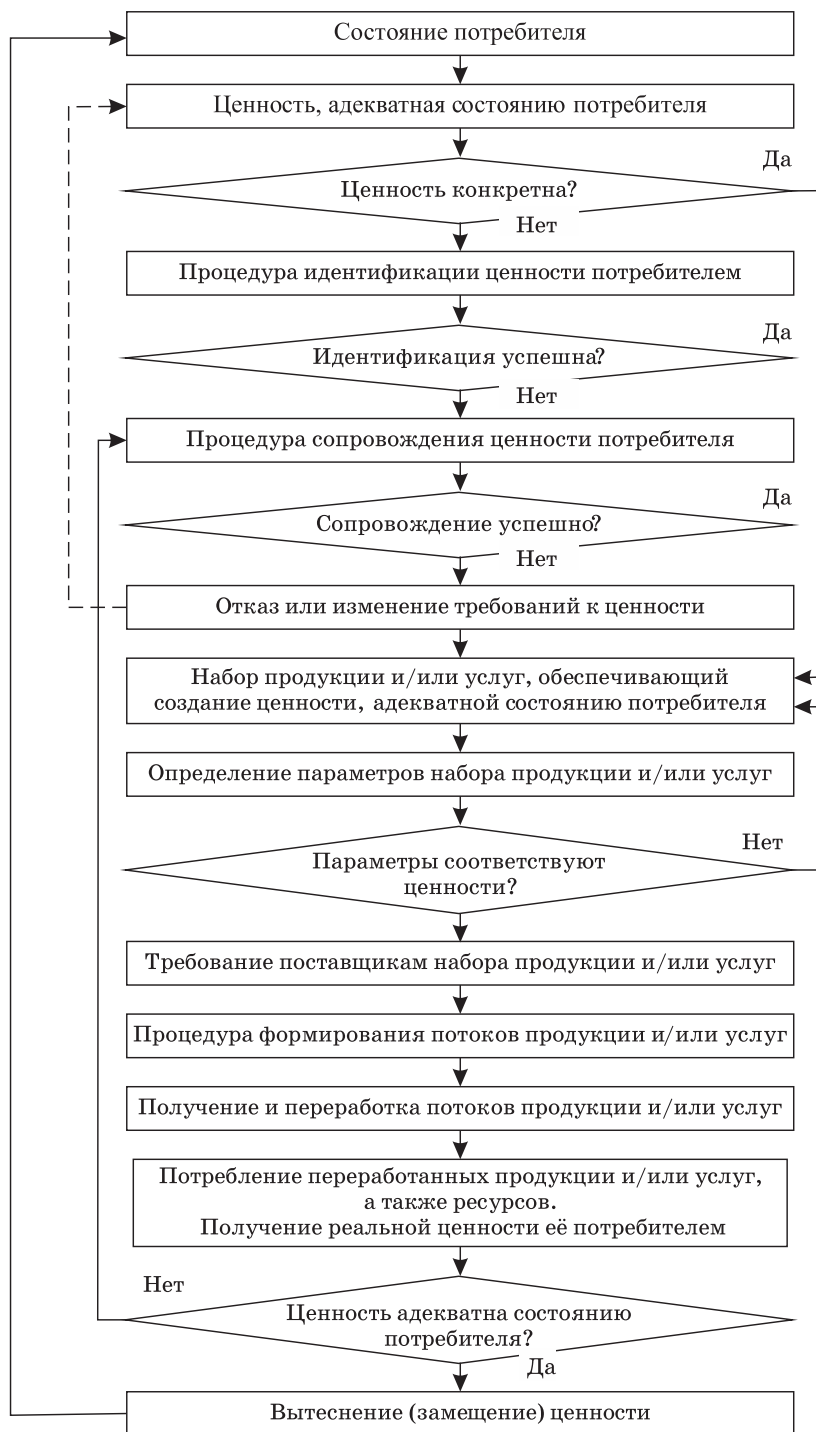 Состояние потребителя
Ценность, адекватная состоянию потребителя
Да
Ценность конкретна?
Нет
Процедура идентификации ценности потребителем
Да
Идентификация успешна?
Нет
Процедура сопровождения ценности потребителя
Да
Сопровождение успешно?
Нет
Отказ или изменение требований к ценности
Набор продукции и/или услуг, обеспечивающий
создание ценности, адекватной состоянию потребителя
Определение параметров набора продукции и/или услуг
Нет
Параметры соответствуют
ценности?
Требование поставщикам набора продукции и/или услуг
Процедура формирования потоков продукции и/или услуг
Получение и переработка потоков продукции и/или услуг
Потребление переработанных продукции и/или услуг,
а также ресурсов.
Получение реальной ценности её потребителем
Нет
Ценность адекватна состоянию
потребителя?
Да
Вытеснение (замещение) ценности